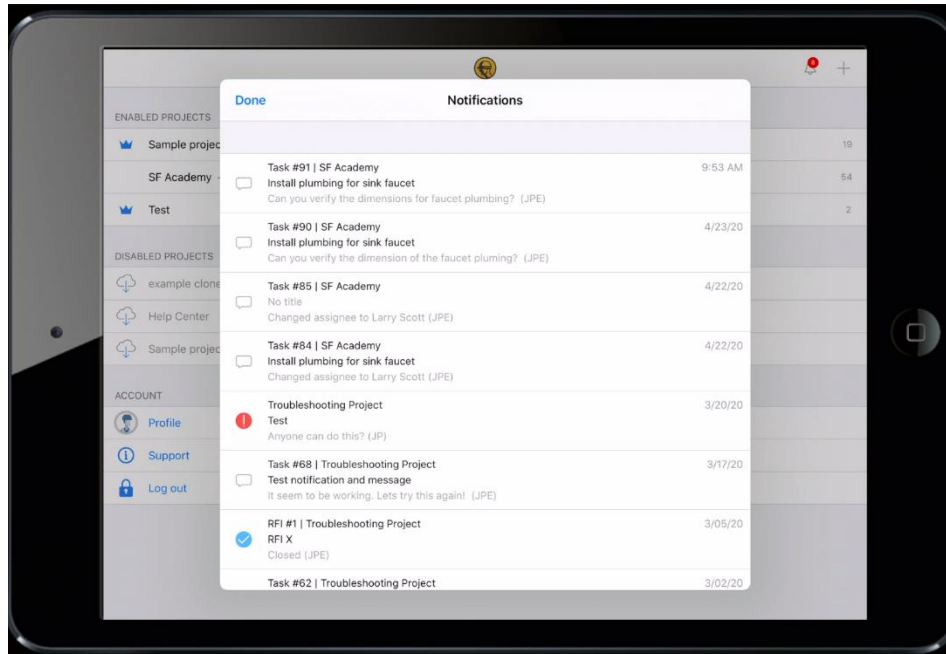 8
Done
Notifications
ENABLED PROJECTS
Sample projec
19
SF Academy
54
Test
2
DISABLED PROJECTS
example clone
Help Center
Sample projec
ACCOUNT
Profile
Support
Log out
Task #91 | SF Academy
9:53 AM
Install plumbing for sink faucet
Can you verify the dimensions for faucet plumbing? (JPE)
Task #90 | SF Academy
4/23/20
Install plumbing for sink faucet
Can you verify the dimension of the faucet pluming? (JPE)
Task #85 | SF Academy
4/22/20
No title
Changed assignee to Larry Scott (JPE)
Task #84 | SF Academy
4/22/20
Install plumbing for sink faucet
Changed assignee to Larry Scott (JPE)
Troubleshooting Project
3/20/20
Test
Anyone can do this? (JP)
Task #68 | Troubleshooting Project
3/17/20
Test notification and message
It seem to be working. Lets try this again! (JPE)
RFI #1 | Troubleshooting Project
3/05/20
RFI X
Closed (JPE)
Task #62 | Troubleshooting Project
3/02/20